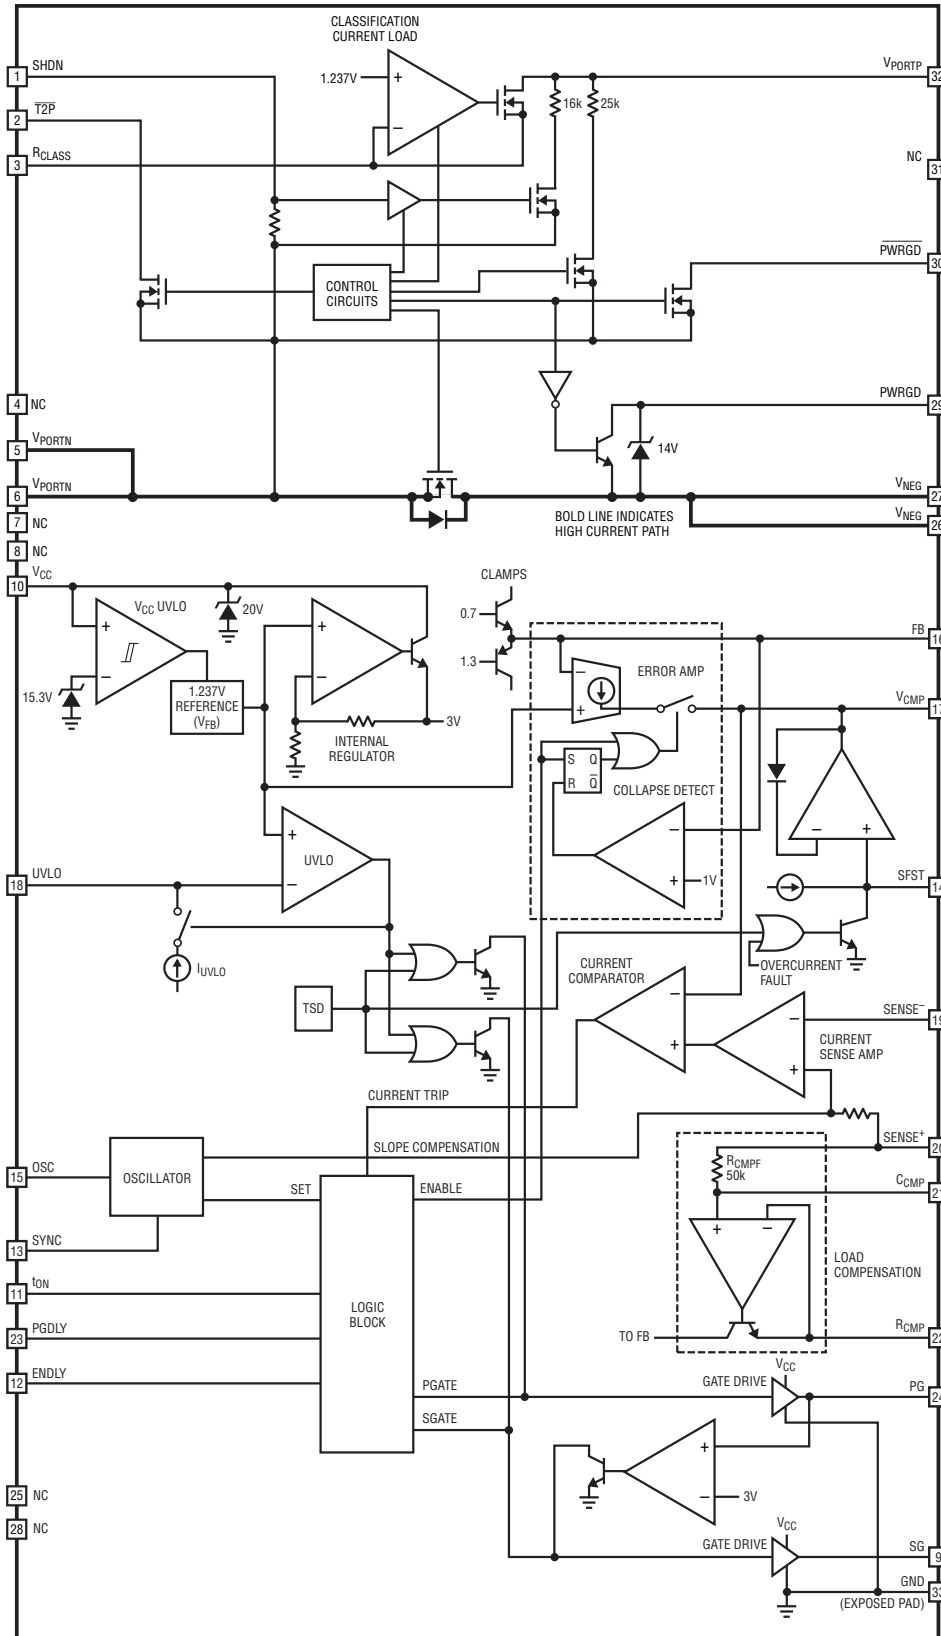 CLASSIFICATION
CURRENT LOAD
1 SHDN
1.237V
+
−
VPORTP 32
16k
25k
2 T2P
3 RCLASS
NC 31
PWRGD 30
CONTROL
CIRCUITS
4 NC
PWRGD 29
5 VPORTN
14V
6 VPORTN
VNEG 27
VNEG 26
BOLD LINE INDICATES
HIGH CURRENT PATH
7 NC
8 NC
10 VCC
CLAMPS
VCC UVLO
20V
0.7
+
+
FB 16
1.3
ERROR AMP
−
15.3V
−
−
1.237V
REFERENCE
(VFB)
3V
+
VCMP 17
INTERNAL
REGULATOR
S Q
R Q
COLLAPSE DETECT
+
UVLO
−
−
+
1V
−
+
18 UVLO
SFST 14
IUVLO
OVERCURRENT
FAULT
CURRENT
COMPARATOR
TSD
−
+
−
+
SENSE− 19
CURRENT
SENSE AMP
CURRENT TRIP
SLOPE COMPENSATION
SENSE+ 20
15 OSC
OSCILLATOR
RCMPF
50k
CCMP 21
SET
ENABLE
13 SYNC
+
−
LOAD
COMPENSATION
11 tON
LOGIC
BLOCK
23 PGDLY
TO FB
RCMP 22
12 ENDLY
VCC
PGATE
GATE DRIVE
PG 24
SGATE
+
−
3V
25 NC
28 NC
VCC
GATE DRIVE
SG 9
GND 33
(EXPOSED PAD)